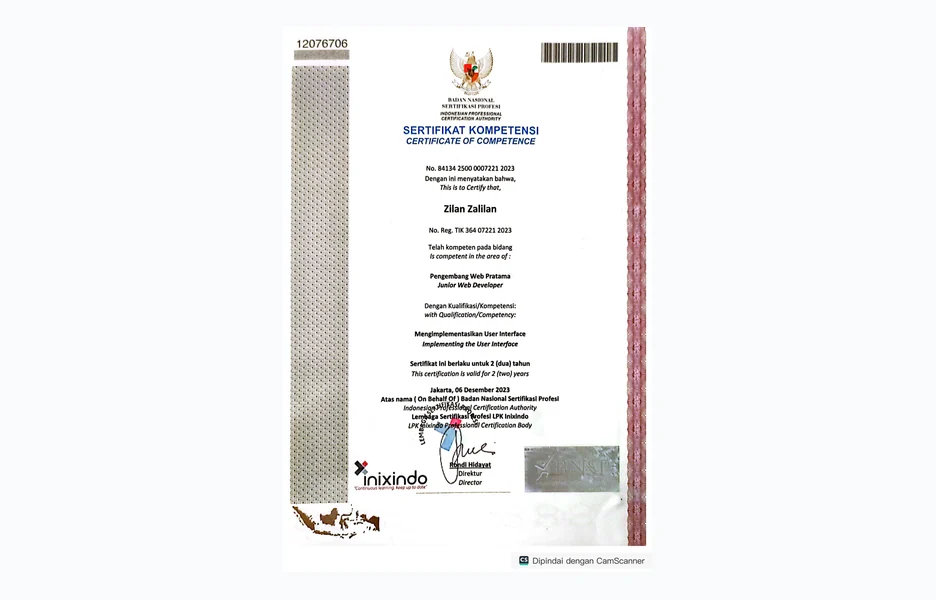 12076706
BADAN NASIONAL
SERTIFIKASI PROFESI
INDONESIAN PROFESSIONAL
CERTIFICATION AUTHORITY
SERTIFIKAT KOMPETENSI
CERTIFICATE OF COMPETENCE
No. 84134 2500 0007221 2023
Dengan ini menyatakan bahwa,
This is to Certify that,
Zilan Zalilan
No. Reg. TIK 364 07221 2023
Telah kompeten pada bidang
Is competent in the area of :
Pengembang Web Pratama
Junior Web Developer
Dengan Kualifikasi/Kompetensi:
with Qualification/Competency:
Mengimplementasikan User Interface
Implementing the User Interface
Sertifikat ini berlaku untuk 2 (dua) tahun
This certification is valid for 2 (two) years
Jakarta, 06 Desember 2023
Atas nama ( On Behalf Of ) Badan Nasional Sertifikasi Profesi
Indonesian Professional Certification Authority
Lembaga Sertifikasi Profesi LPK Inixindo
LPK Inixindo Professional Certification Body
Rondi Hidayat
Direktur
Director
inixindo
"Continuous learning, keep up to date"
BNSP
CS Dipindai dengan CamScanner